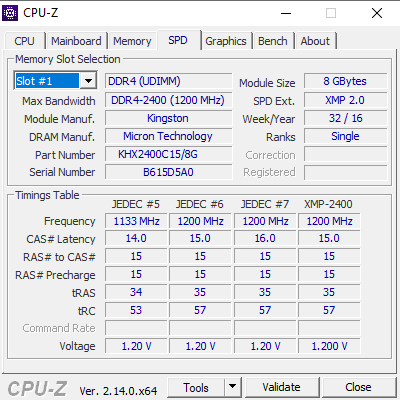 CPU-Z
CPU Mainboard Memory SPD Graphics Bench About
Memory Slot Selection
Slot #1 DDR4 (UDIMM) Module Size 8 GBytes
Max Bandwidth DDR4-2400 (1200 MHz) SPD Ext. XMP 2.0
Module Manuf. Kingston Week/Year 32 / 16
DRAM Manuf. Micron Technology Ranks Single
Part Number KHX2400C15/8G Correction
Serial Number B615D5A0 Registered
Timings Table
JEDEC #5 JEDEC #6 JEDEC #7 XMP-2400
Frequency 1133 MHz 1200 MHz 1200 MHz 1200 MHz
CAS# Latency 14.0 15.0 16.0 15.0
RAS# to CAS# 15 15 15 15
RAS# Precharge 15 15 15 15
tRAS 34 35 35 35
tRC 53 57 57 57
Command Rate
Voltage 1.20 V 1.20 V 1.20 V 1.200 V
CPU-Z Ver. 2.14.0.x64 Tools Validate Close